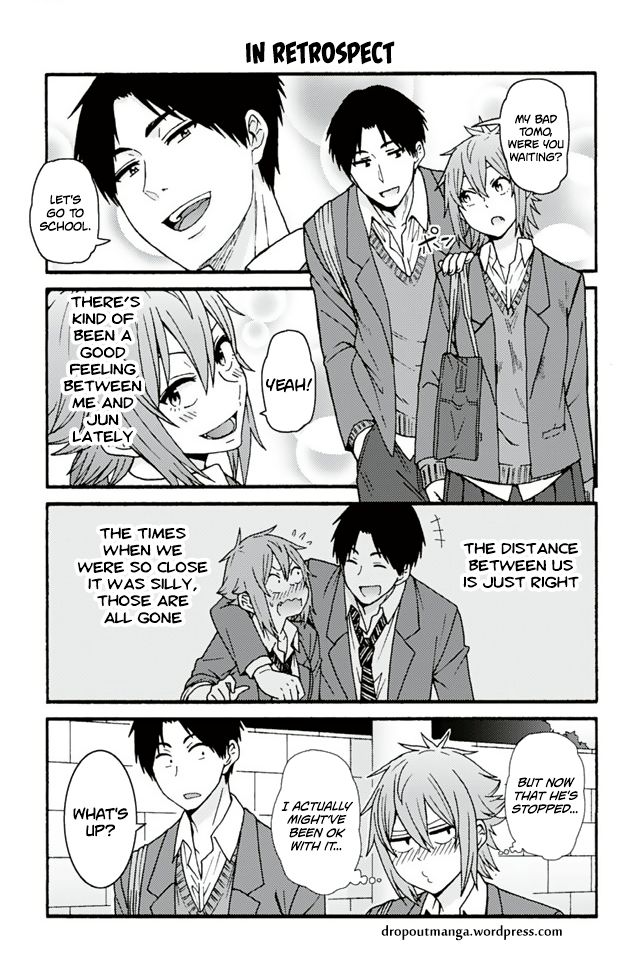 IN RETROSPECT
MY BAD
TOMO,
WERE YOU
WAITING?
ポン
LET'S
GO TO
SCHOOL.
YEAH!
THERE'S
KIND OF
BEEN A
GOOD
FEELING
BETWEEN
ME AND
JUN
LATELY
THE DISTANCE
BETWEEN US
IS JUST RIGHT
THE TIMES
WHEN WE
WERE SO CLOSE
IT WAS SILLY,
THOSE ARE
ALL GONE
BUT NOW
THAT HE'S
STOPPED...
I ACTUALLY
MIGHT'VE
BEEN OK
WITH IT...
WHAT'S
UP?
dropoutmanga.wordpress.com